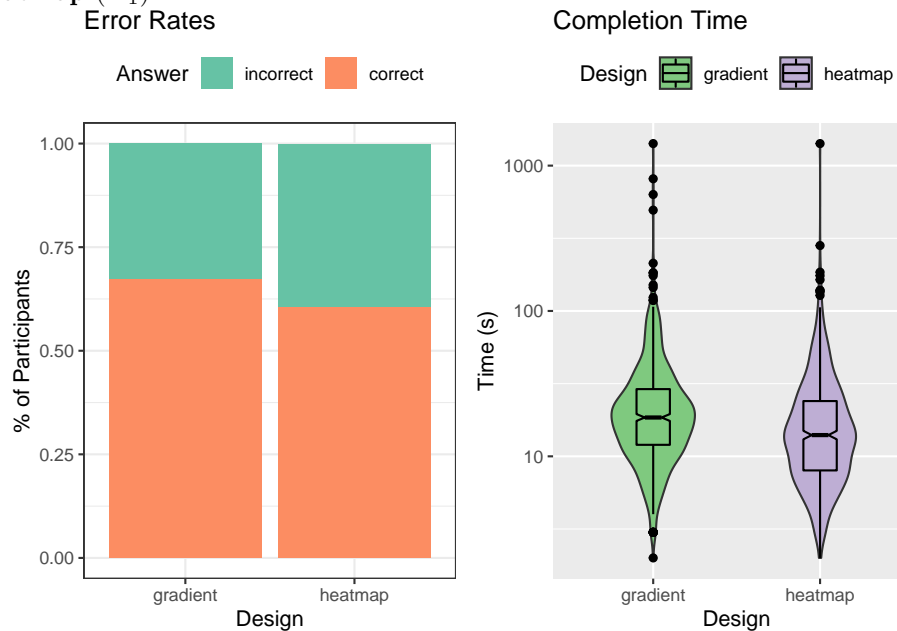 Error Rates
Answer incorrect correct
% of Participants
1.00
0.75
0.50
0.25
0.00
gradient heatmap
Design
Completion Time
Design gradient heatmap
Time (s)
1000
100
10
gradient heatmap
Design